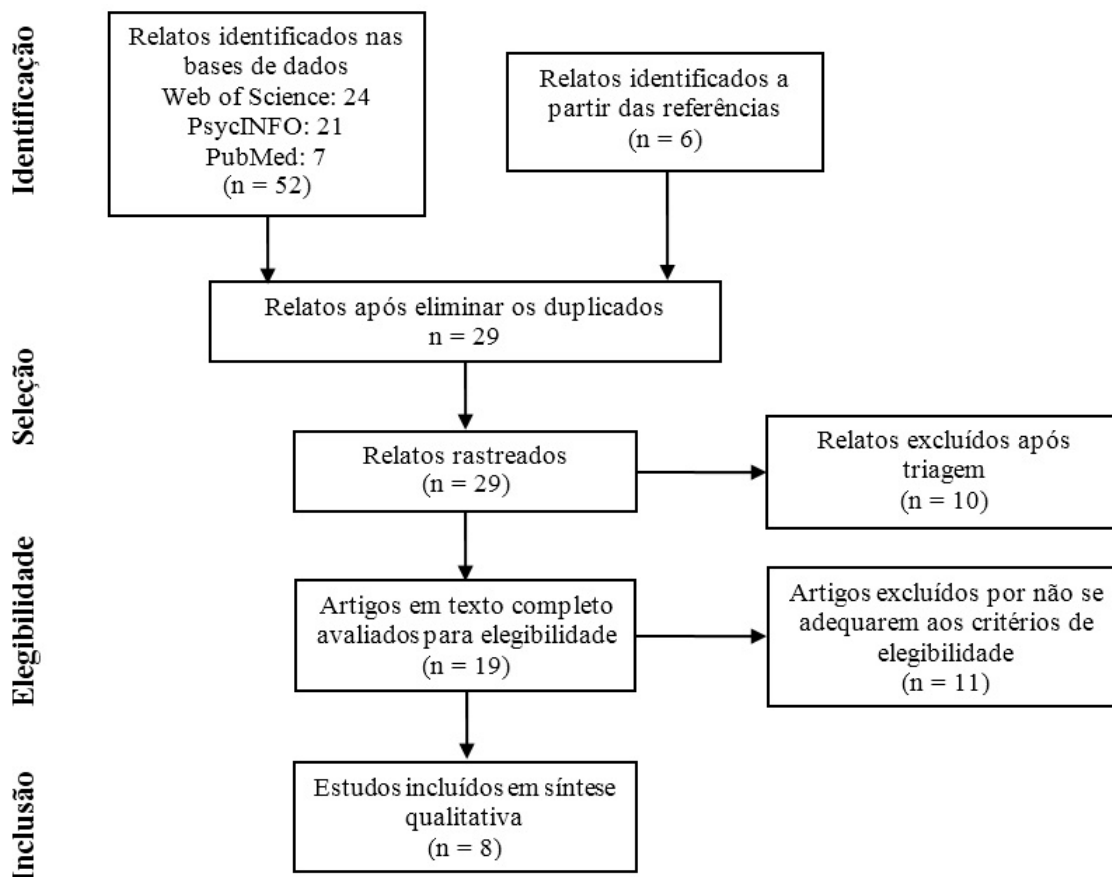 Identificação
Relatos identificados nas
bases de dados
Web of Science: 24
PsycINFO: 21
PubMed: 7
(n = 52)
Relatos identificados a
partir das referências
(n = 6)
Relatos após eliminar os duplicados
n = 29
Seleção
Relatos rastreados
(n = 29)
Relatos excluídos após
triagem
(n = 10)
Elegibilidade
Artigos em texto completo
avaliados para elegibilidade
(n = 19)
Artigos excluídos por não se
adequarem aos critérios de
elegibilidade
(n = 11)
Inclusão
Estudos incluídos em síntese
qualitativa
(n = 8)